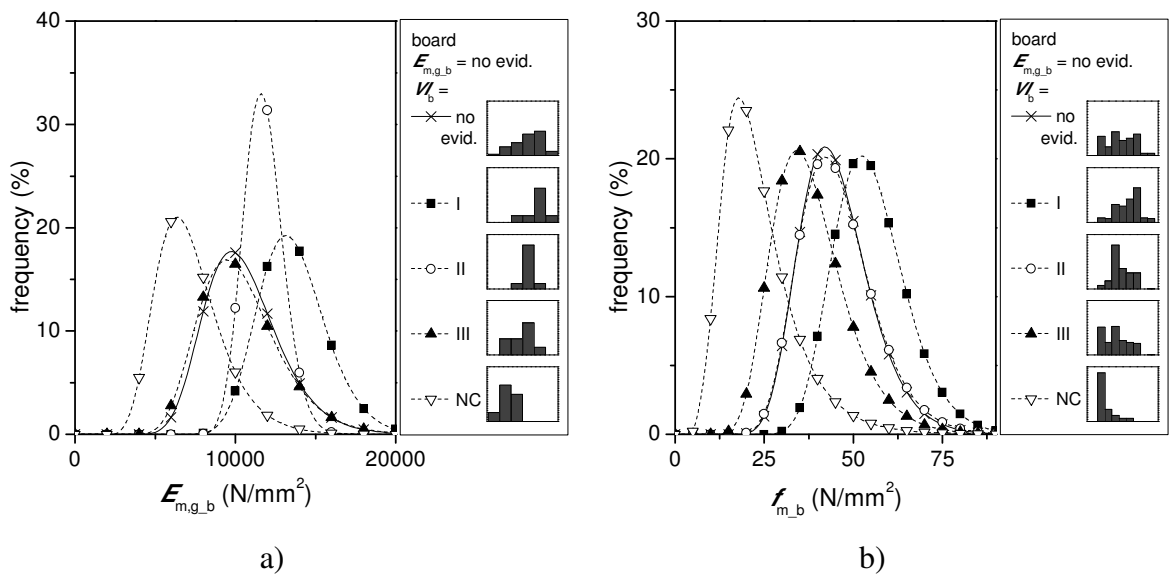 40
30
20
10
0
frequency (%)
0
10000
20000
E_m,g_b (N/mm²)
board
E_m,g_b = no evid.
VI_b =
no
evid.
I
II
III
NC
a)
30
20
10
0
frequency (%)
0
25
50
75
f_m_b (N/mm²)
board
E_m,g_b = no evid.
VI_b =
no
evid.
I
II
III
NC
b)